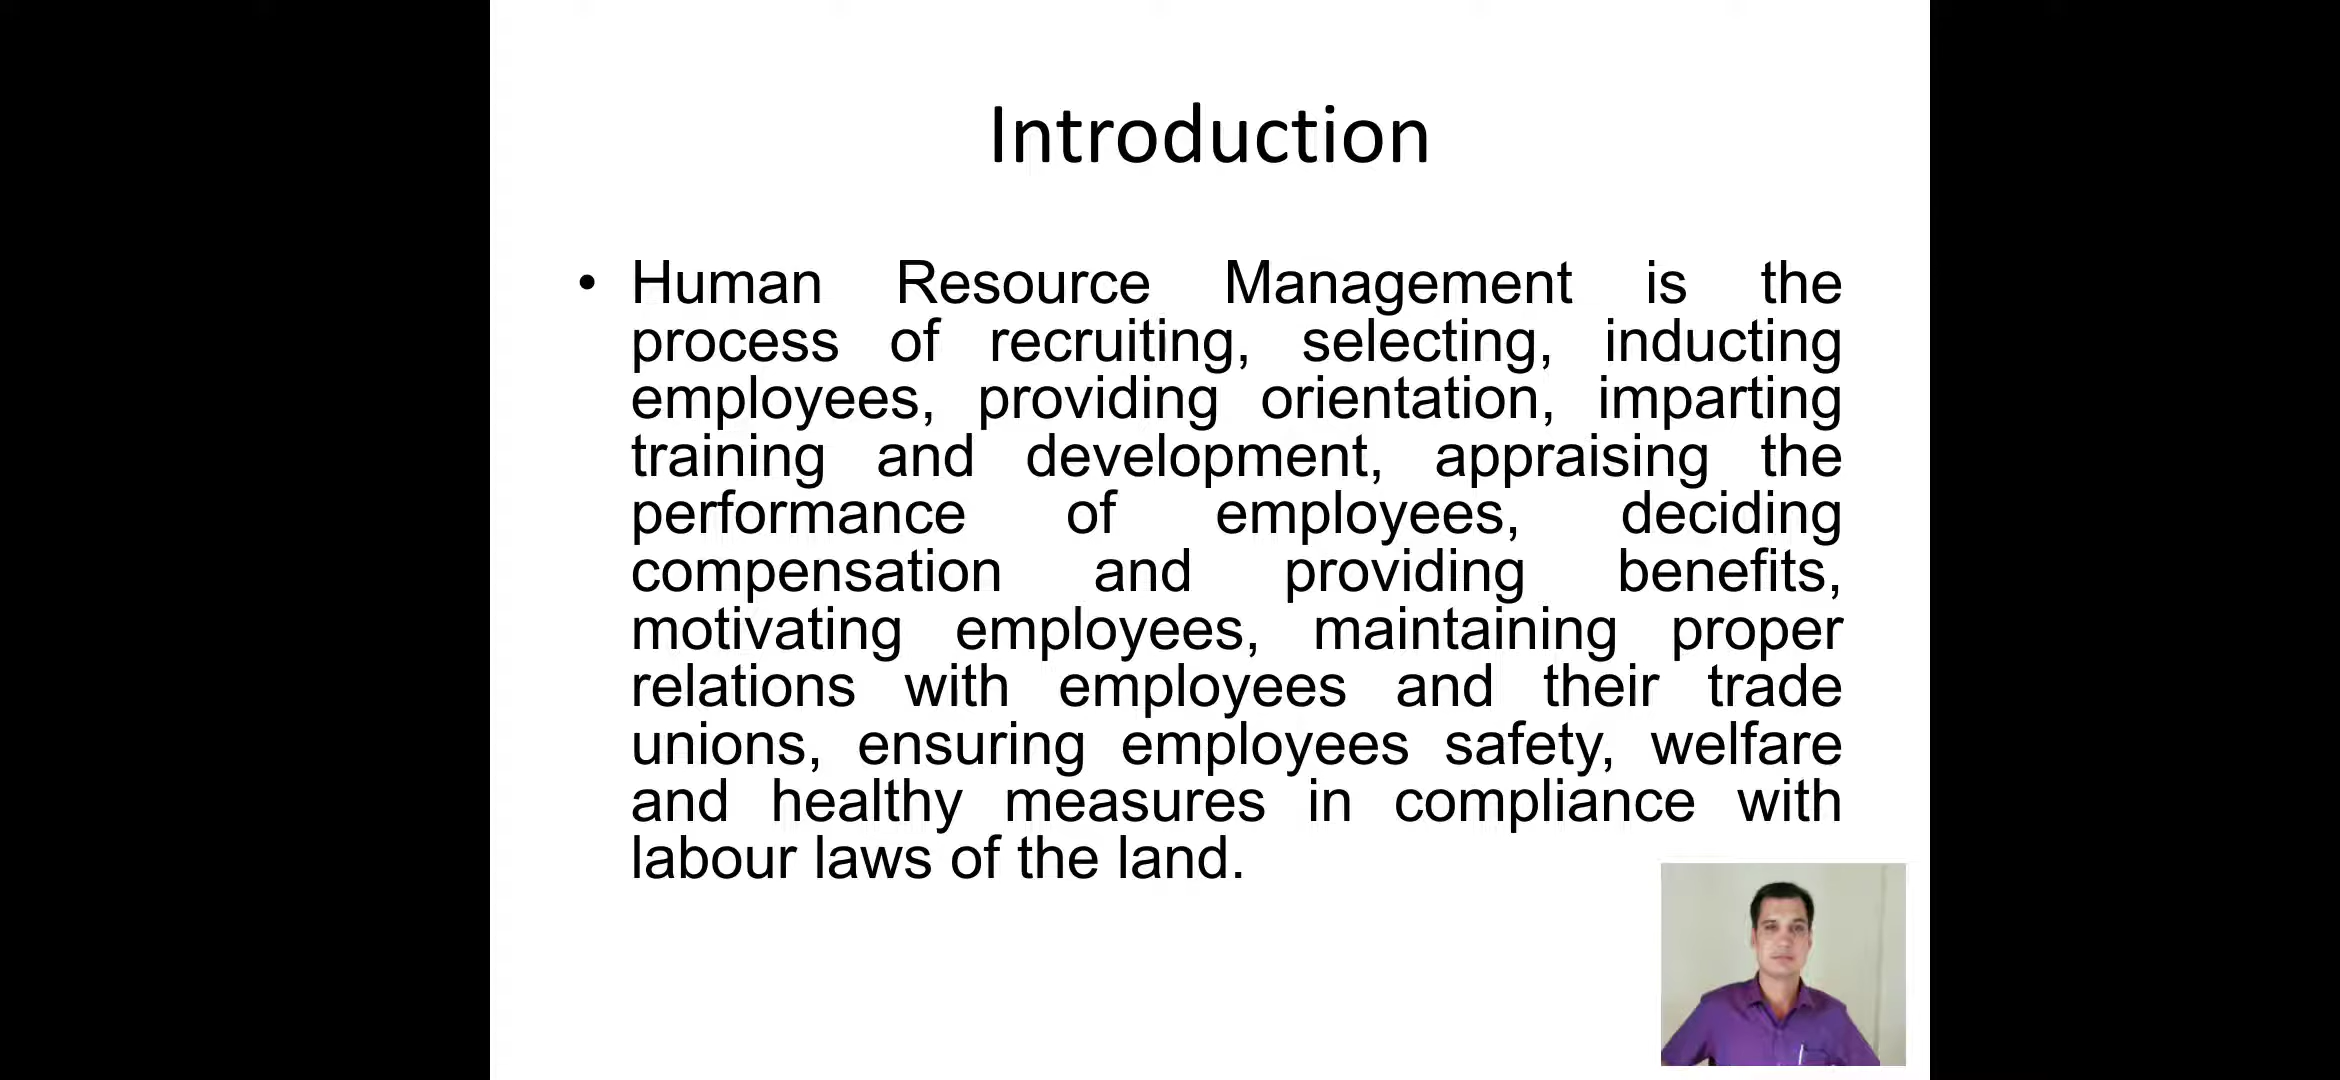 Introduction
• Human Resource Management is the
process of recruiting, selecting, inducting
employees, providing orientation, imparting
training and development, appraising the
performance of employees, deciding
compensation and providing benefits,
motivating employees, maintaining proper
relations with employees and their trade
unions, ensuring employees safety, welfare
and healthy measures in compliance with
labour laws of the land.